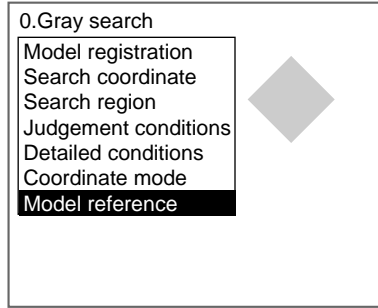 0.Gray search
Model registration
Search coordinate
Search region
Judgement conditions
Detailed conditions
Coordinate mode
Model reference